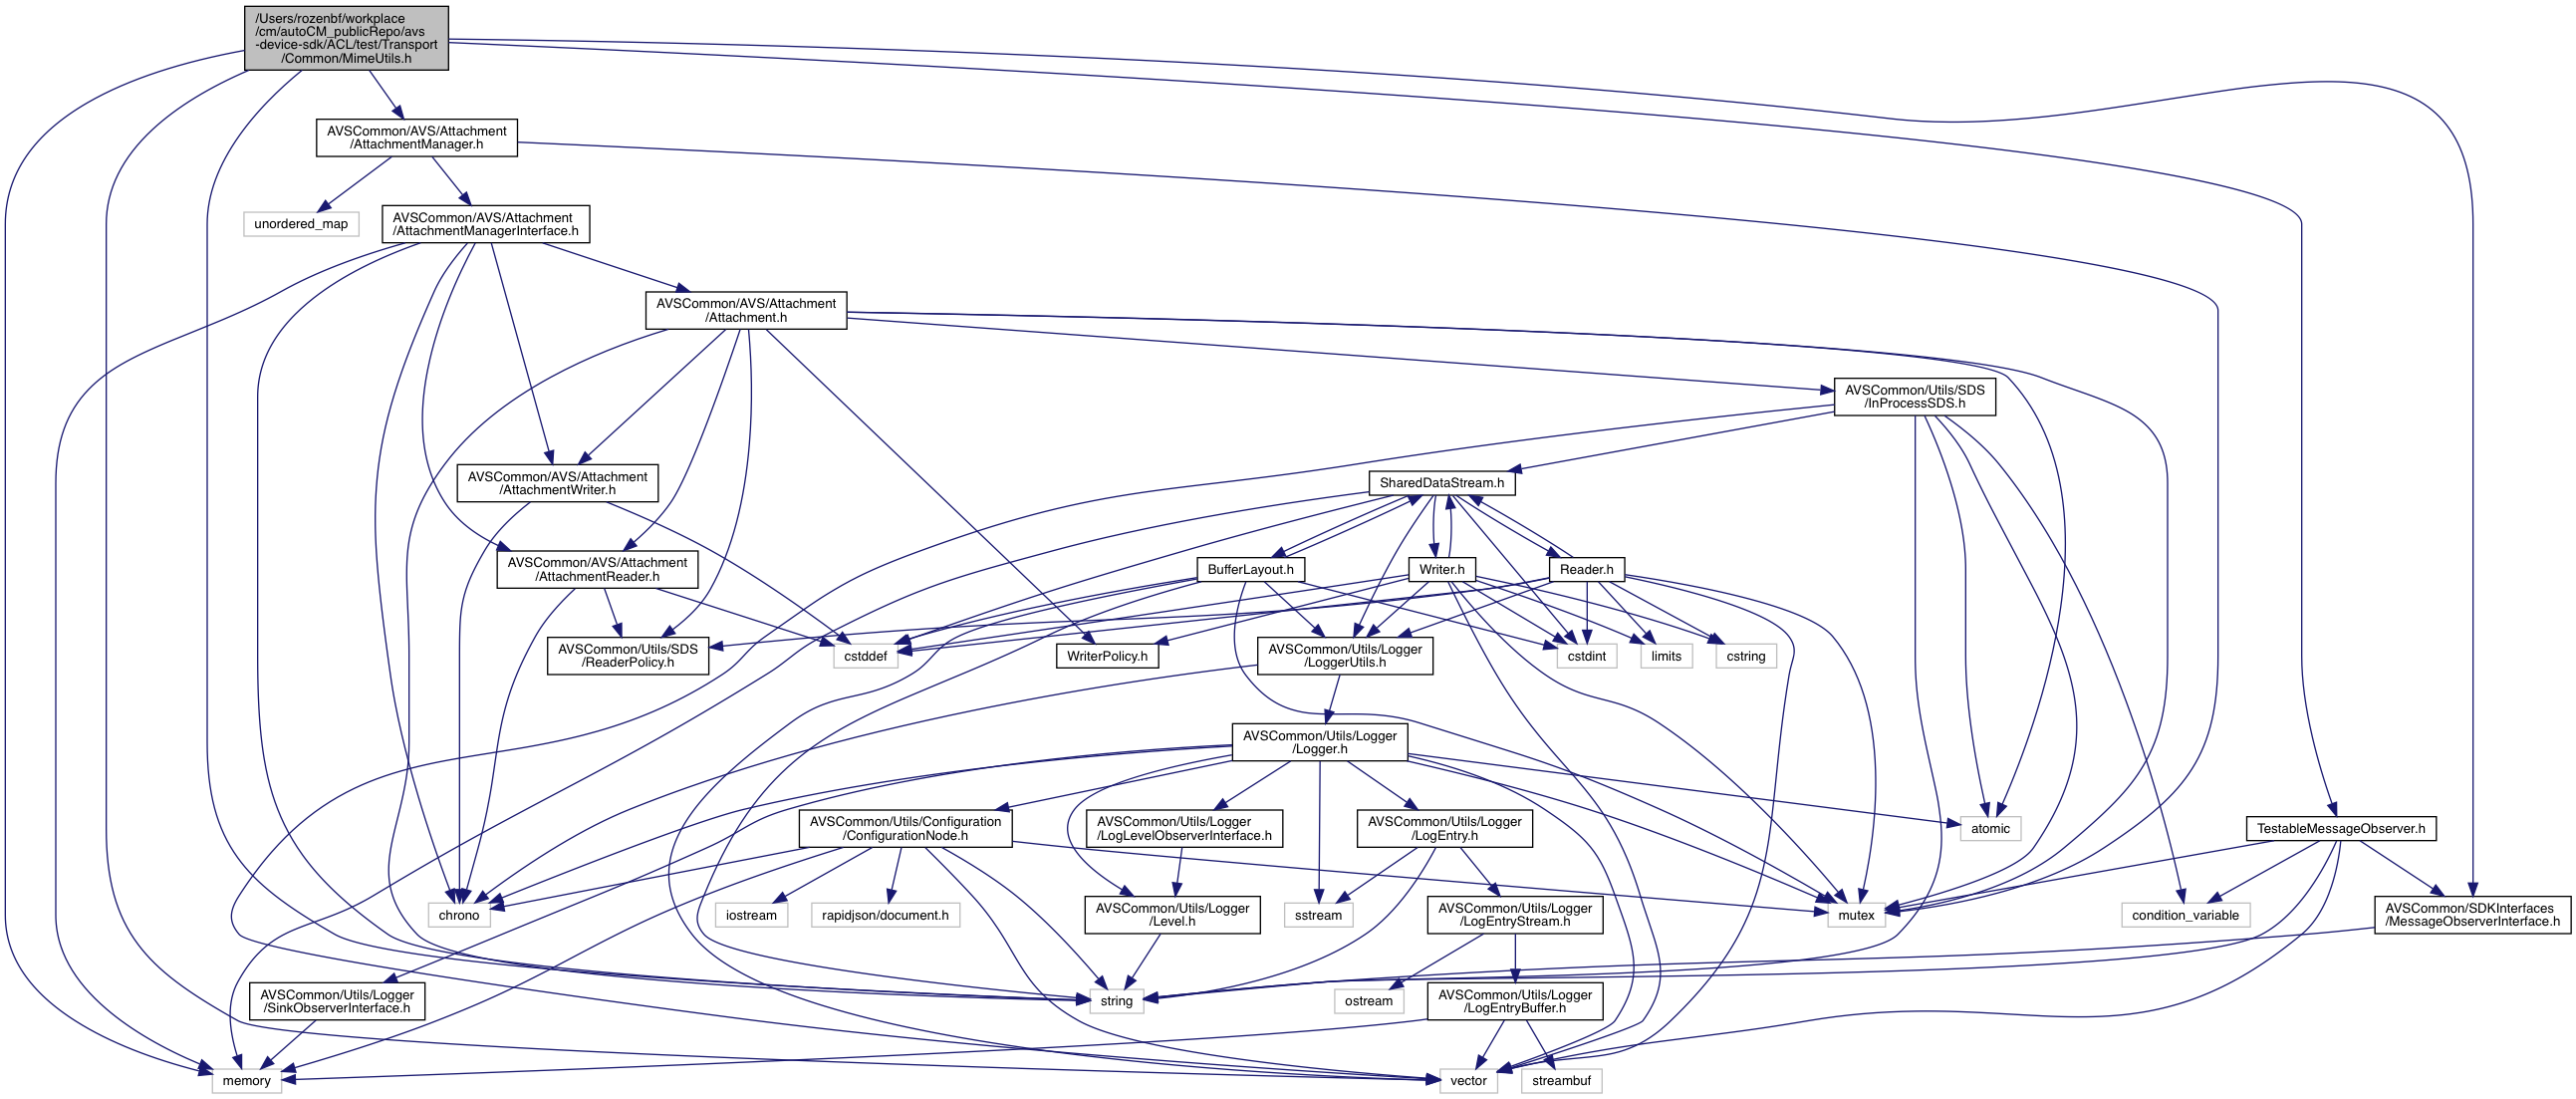 /Users/rozenbf/workplace
/cm/autoCM_publicRepo/avs
-device-sdk/ACL/test/Transport
/Common/MimeUtils.h
AVSCommon/AVS/Attachment
/AttachmentManager.h
unordered_map
AVSCommon/AVS/Attachment
/AttachmentManagerInterface.h
AVSCommon/AVS/Attachment
/Attachment.h
AVSCommon/Utils/SDS
/InProcessSDS.h
AVSCommon/AVS/Attachment
/AttachmentWriter.h
SharedDataStream.h
AVSCommon/AVS/Attachment
/AttachmentReader.h
BufferLayout.h
Writer.h
Reader.h
AVSCommon/Utils/SDS
/ReaderPolicy.h
cstddef
WriterPolicy.h
AVSCommon/Utils/Logger
/LoggerUtils.h
cstdint
limits
cstring
AVSCommon/Utils/Logger
/Logger.h
AVSCommon/Utils/Configuration
/ConfigurationNode.h
AVSCommon/Utils/Logger
/LogLevelObserverInterface.h
AVSCommon/Utils/Logger
/LogEntry.h
atomic
TestableMessageObserver.h
chrono
iostream
rapidjson/document.h
AVSCommon/Utils/Logger
/Level.h
sstream
AVSCommon/Utils/Logger
/LogEntryStream.h
mutex
condition_variable
AVSCommon/SDKInterfaces
/MessageObserverInterface.h
AVSCommon/Utils/Logger
/SinkObserverInterface.h
string
ostream
AVSCommon/Utils/Logger
/LogEntryBuffer.h
memory
vector
streambuf